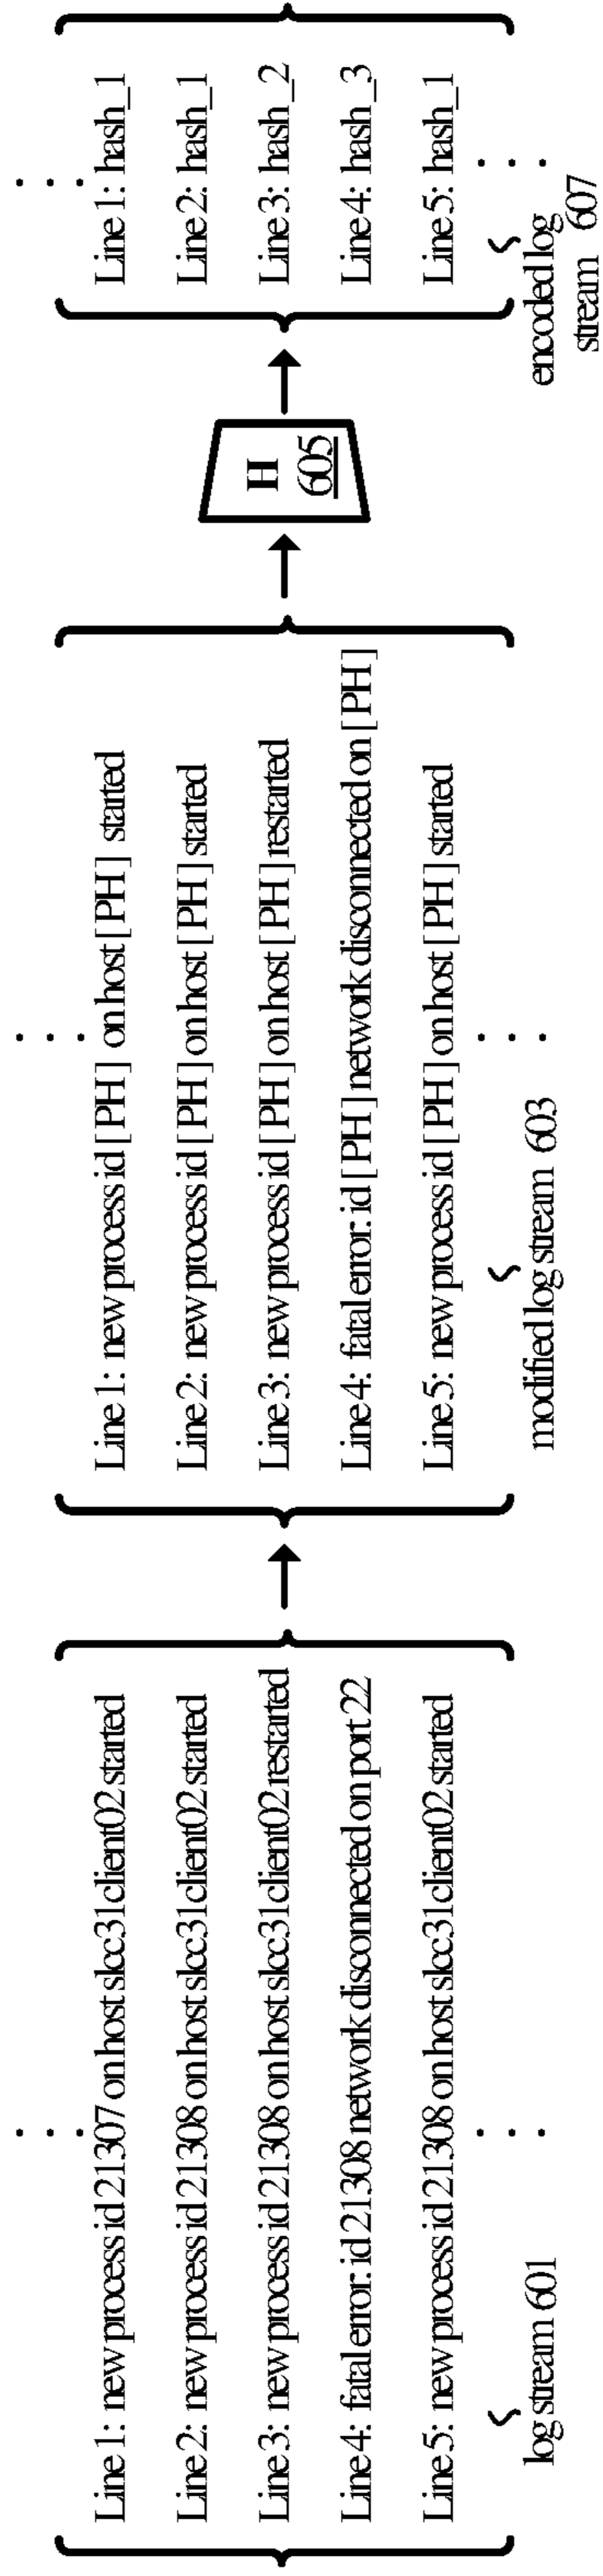 Line 1: new process id 21307 on host slcc31client02 started
Line 2: new process id 21308 on host slcc31client02 started
Line 3: new process id 21308 on host slcc31client02 restarted
Line 4: fatal error: id 21308 network disconnected on port 22
Line 5: new process id 21308 on host slcc31client02 started
log stream 601
Line 1: new process id [PH] on host [PH] started
Line 2: new process id [PH] on host [PH] started
Line 3: new process id [PH] on host [PH] restarted
Line 4: fatal error: id [PH] network disconnected on [PH]
Line 5: new process id [PH] on host [PH] started
modified log stream 603
H
605
Line 1: hash_1
Line 2: hash_1
Line 3: hash_2
Line 4: hash_3
Line 5: hash_1
encoded log
stream 607